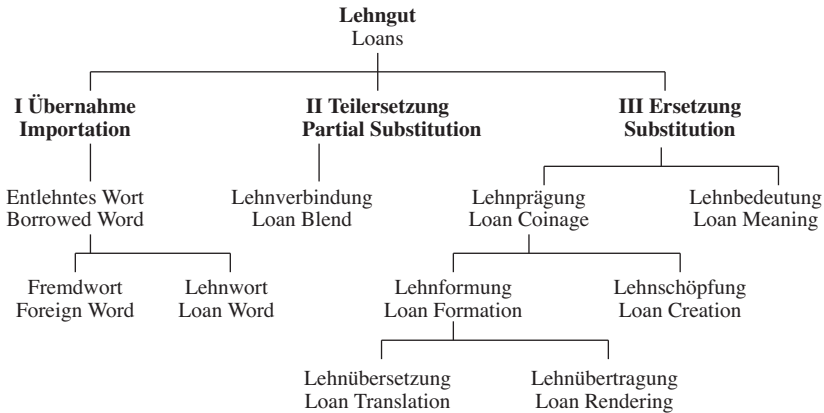 Lehngut
Loans
I Übernahme
Importation
II Teilersetzung
Partial Substitution
III Ersetzung
Substitution
Entlehntes Wort
Borrowed Word
Lehnverbindung
Loan Blend
Lehnprägung
Loan Coinage
Lehnbedeutung
Loan Meaning
Fremdwort
Foreign Word
Lehnwort
Loan Word
Lehnformung
Loan Formation
Lehnschöpfung
Loan Creation
Lehnübersetzung
Loan Translation
Lehnübertragung
Loan Rendering